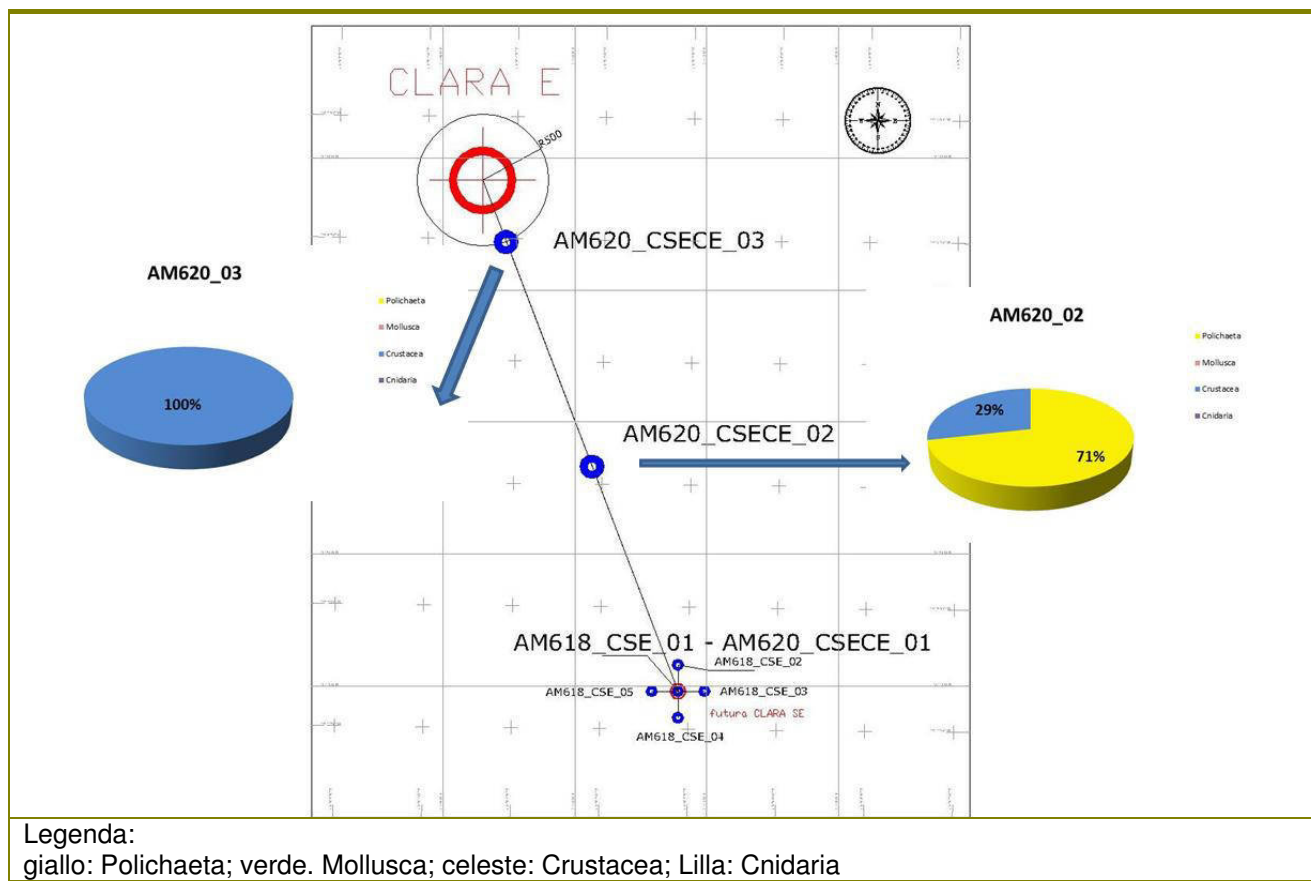 CLARA E
R500
AM620_CSECE_03
AM620_03
Polichaeta
Mollusca
Crustacea
Cnidaria
100%
AM620_02
Polichaeta
Mollusca
Crustacea
Cnidaria
29%
71%
AM620_CSECE_02
AM618_CSE_01 - AM620_CSECE_01
AM618_CSE_02
AM618_CSE_05
AM618_CSE_03
futura CLARA SE
AM618_CSE_04
Legenda:
giallo: Polichaeta; verde. Mollusca; celeste: Crustacea; Lilla: Cnidaria